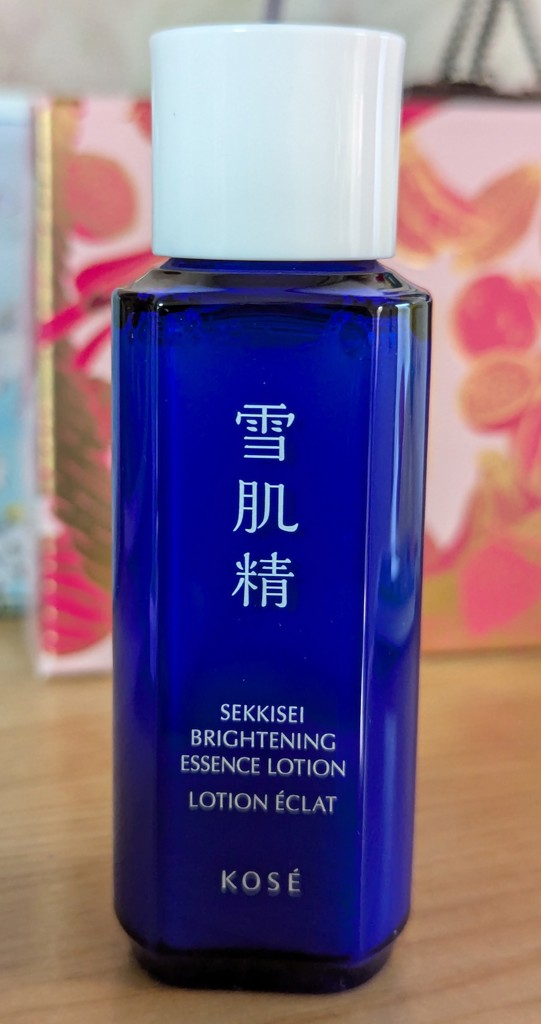 雪肌精
SEKKISEI
BRIGHTENING
ESSENCE LOTION
LOTION ÉCLAT
KOSÉ